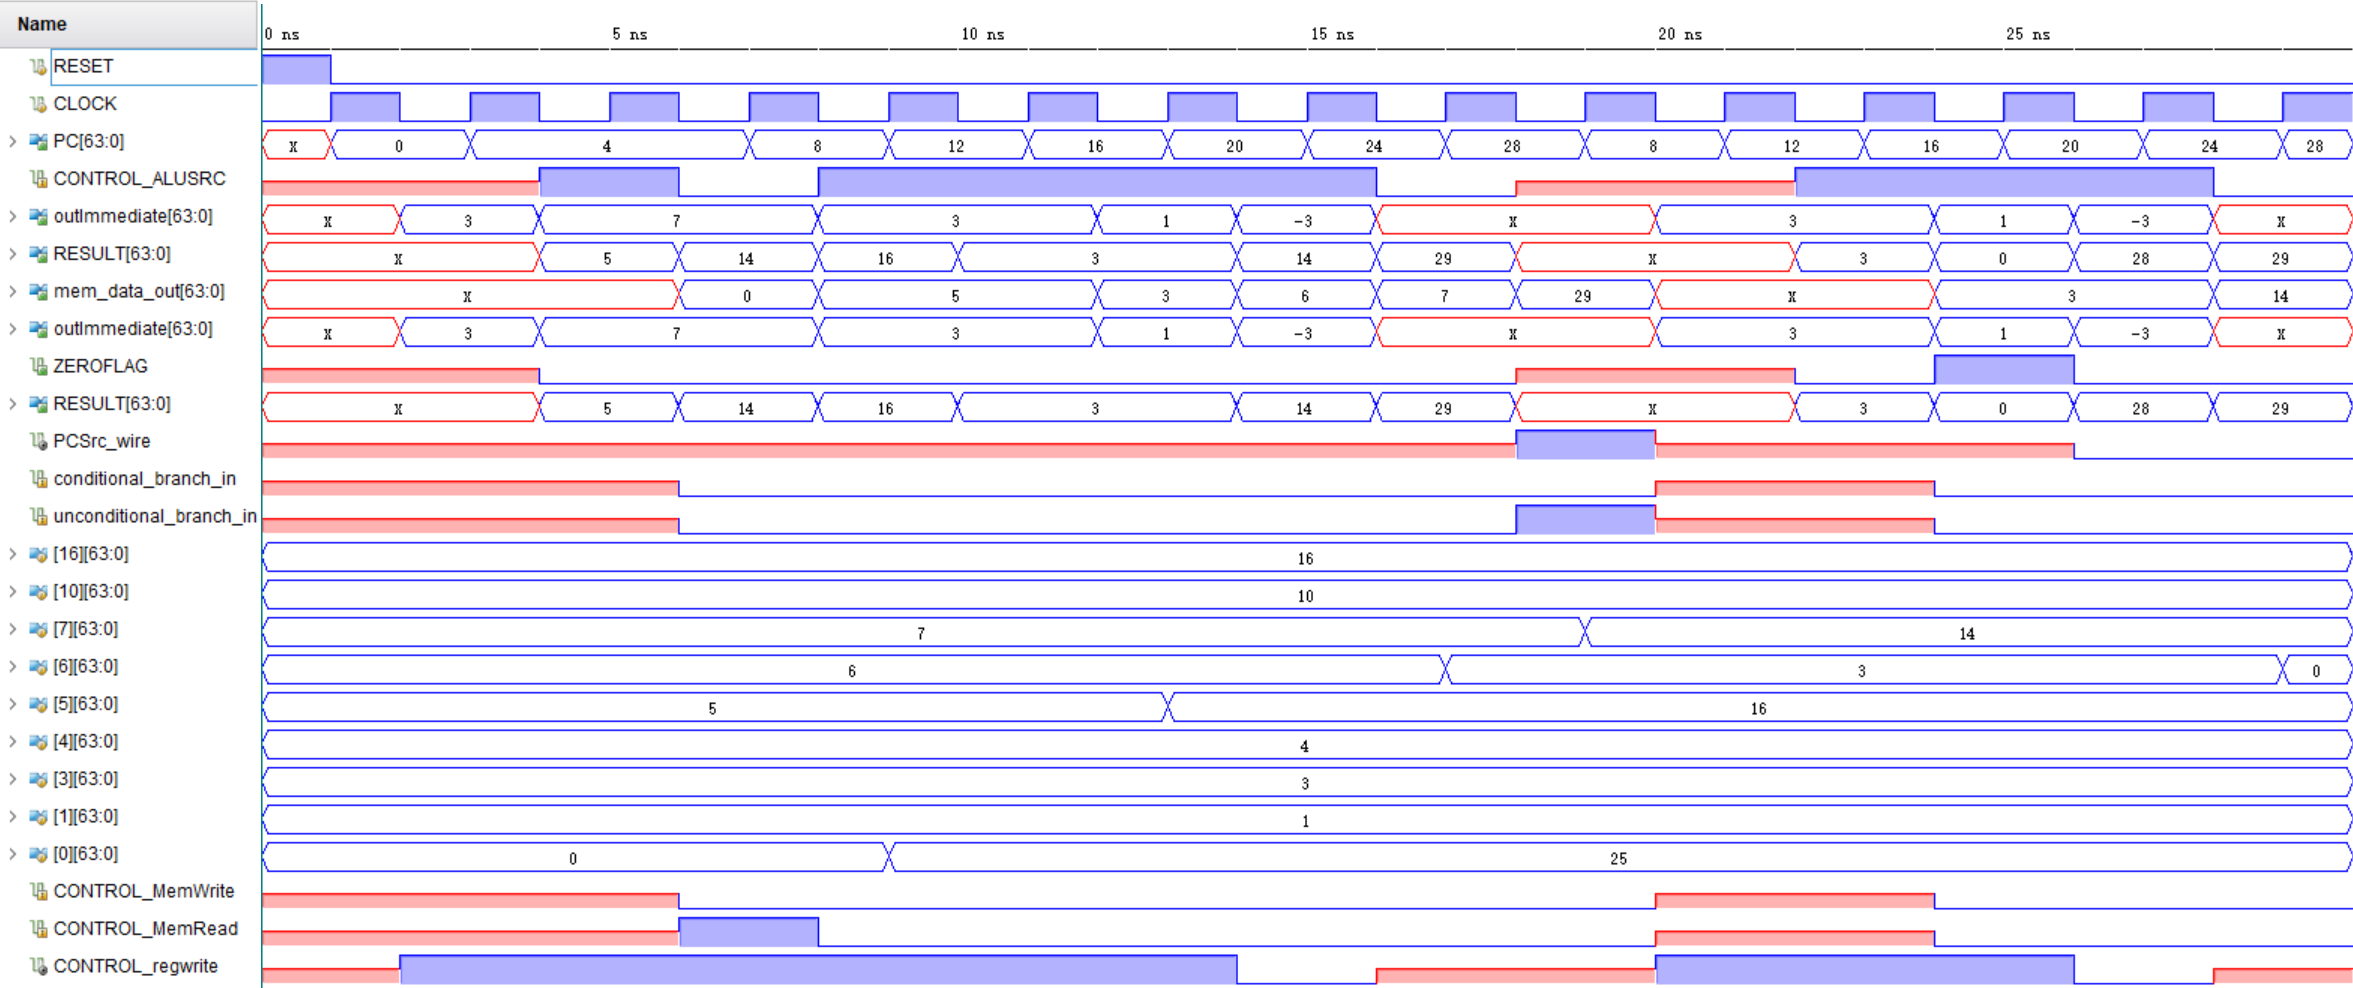 Name 0 ns 5 ns 10 ns 15 ns 20 ns 25 ns
RESET
CLOCK
PC[63:0] X 0 4 8 12 16 20 24 28 8 12 16 20 24 28
CONTROL_ALUSRC
outImmediate[63:0] X 3 7 3 1 -3 X 3 1 -3 X
RESULT[63:0] X 5 14 16 3 14 29 X 3 0 28 29
mem_data_out[63:0] X 0 5 3 6 7 29 X 3 14
outImmediate[63:0] X 3 7 3 1 -3 X 3 1 -3 X
ZEROFLAG
RESULT[63:0] X 5 14 16 3 14 29 X 3 0 28 29
PCSrc_wire
conditional_branch_in
unconditional_branch_in
[16][63:0] 16
[10][63:0] 10
[7][63:0] 7 14
[6][63:0] 6 3 0
[5][63:0] 5 16
[4][63:0] 4
[3][63:0] 3
[1][63:0] 1
[0][63:0] 0 25
CONTROL_MemWrite
CONTROL_MemRead
CONTROL_regwrite